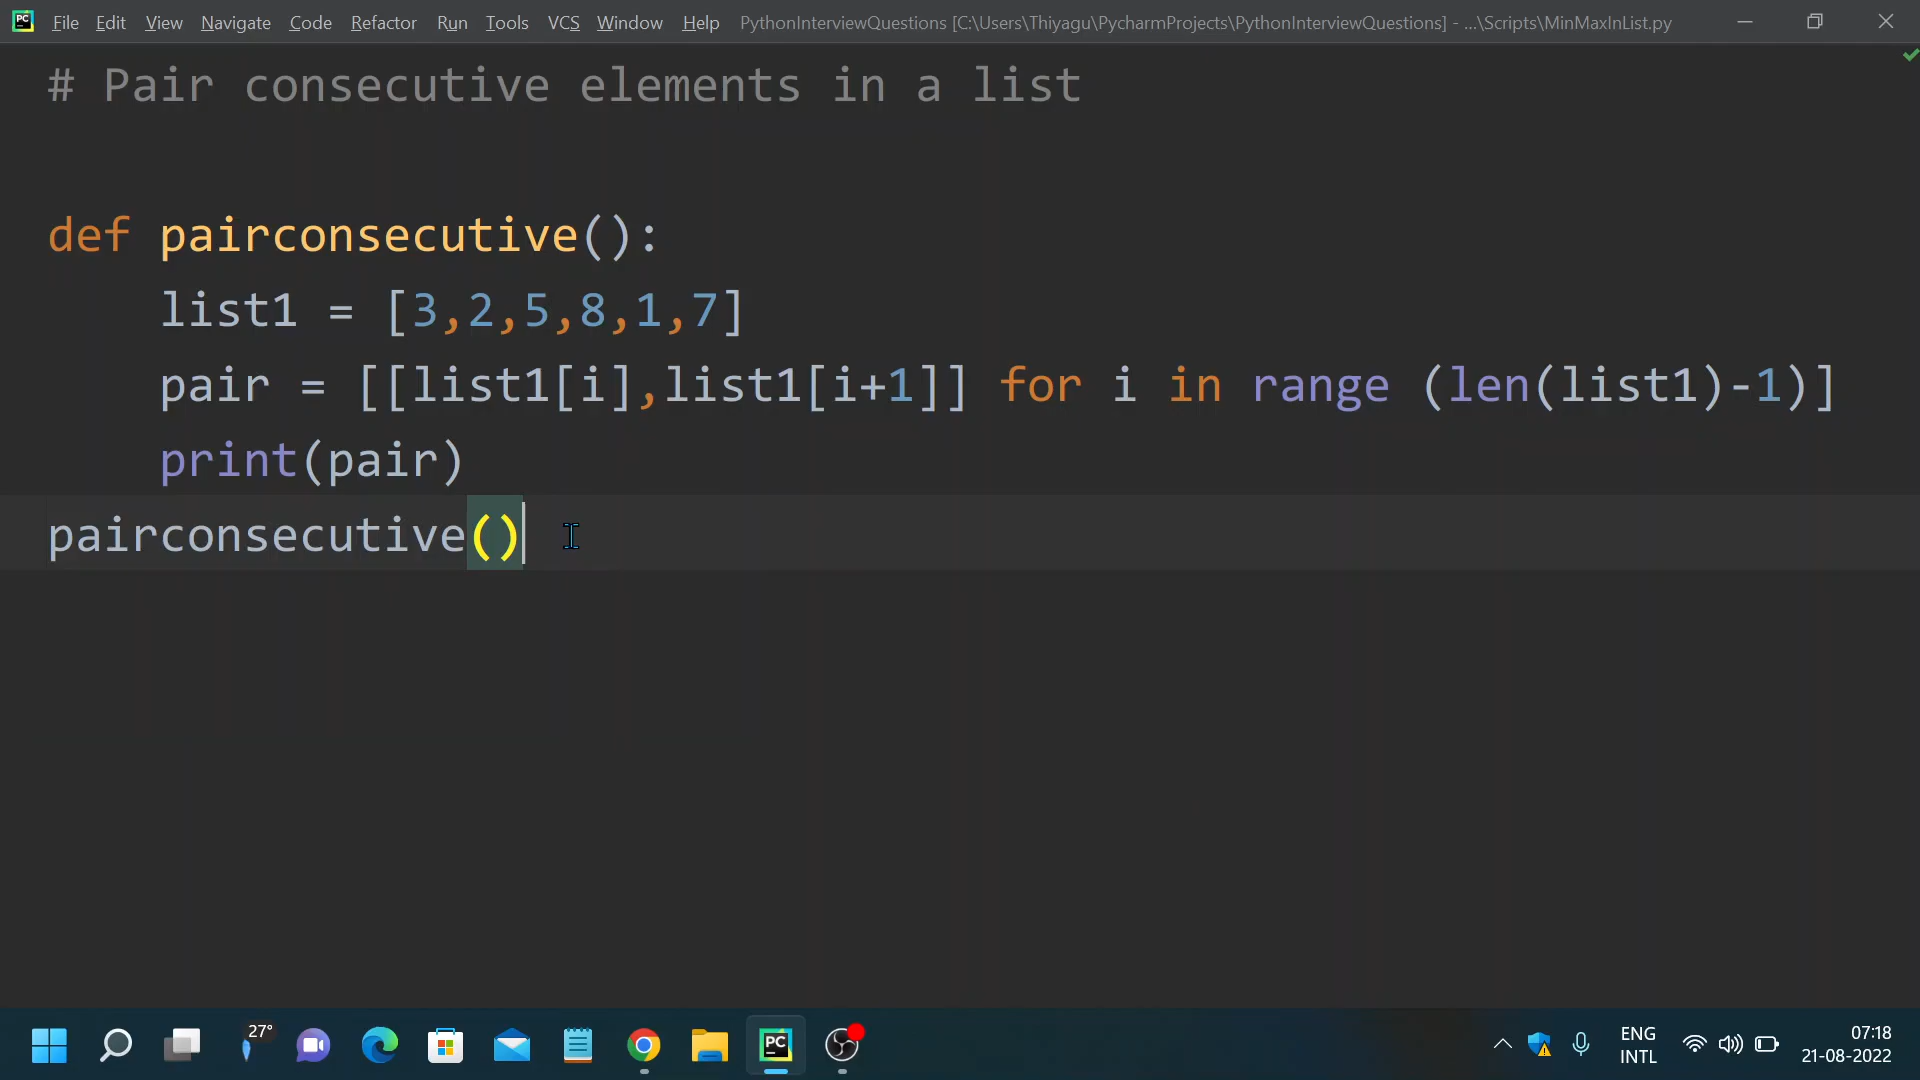 PC File Edit View Navigate Code Refactor Run Tools VCS Window Help PythonInterviewQuestions [C:\Users\Thiyagu\PycharmProjects\PythonInterviewQuestions] - ...\Scripts\MinMaxInList.py
# Pair consecutive elements in a list
def pairconsecutive():
    list1 = [3,2,5,8,1,7]
    pair = [[list1[i],list1[i+1]] for i in range (len(list1)-1)]
    print(pair)
pairconsecutive()
27° PC ENG 07:18
INTL 21-08-2022